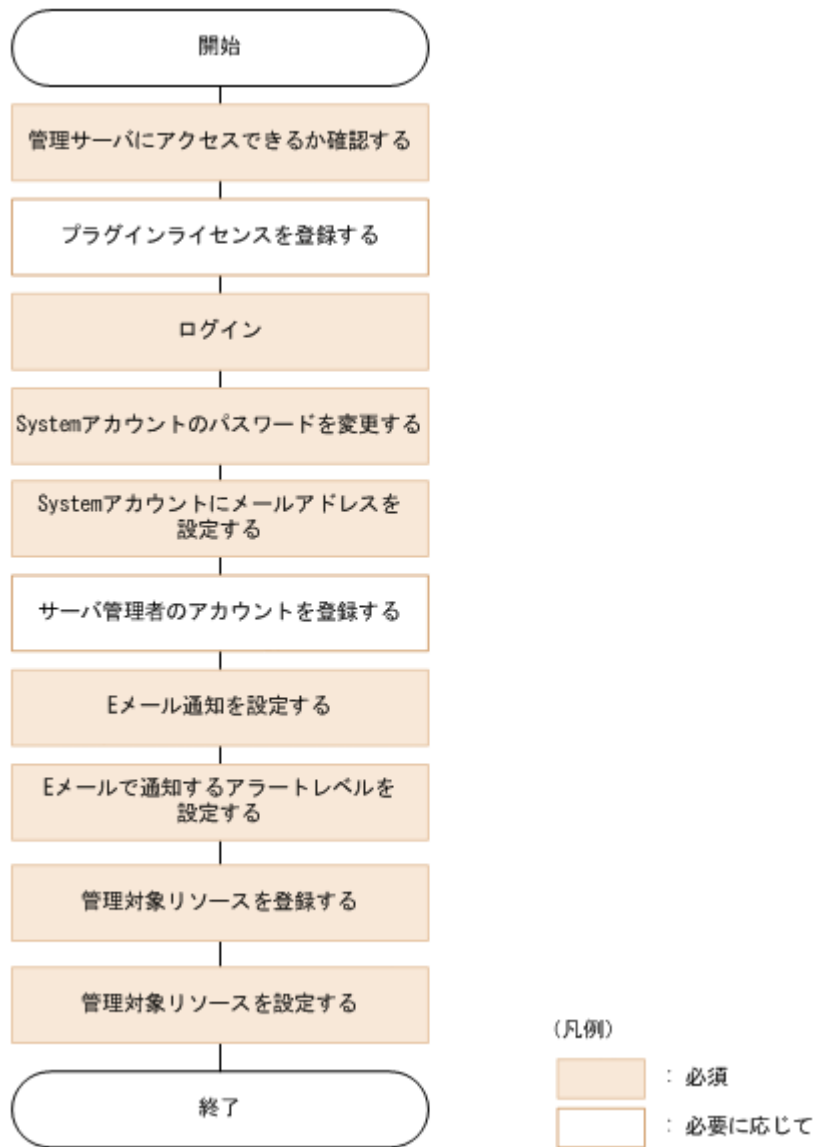 開始
管理サーバにアクセスできるか確認する
プラグインライセンスを登録する
ログイン
Systemアカウントのパスワードを変更する
Systemアカウントにメールアドレスを
設定する
サーバ管理者のアカウントを登録する
Eメール通知を設定する
Eメールで通知するアラートレベルを
設定する
管理対象リソースを登録する
管理対象リソースを設定する
終了
(凡例)
: 必須
: 必要に応じて